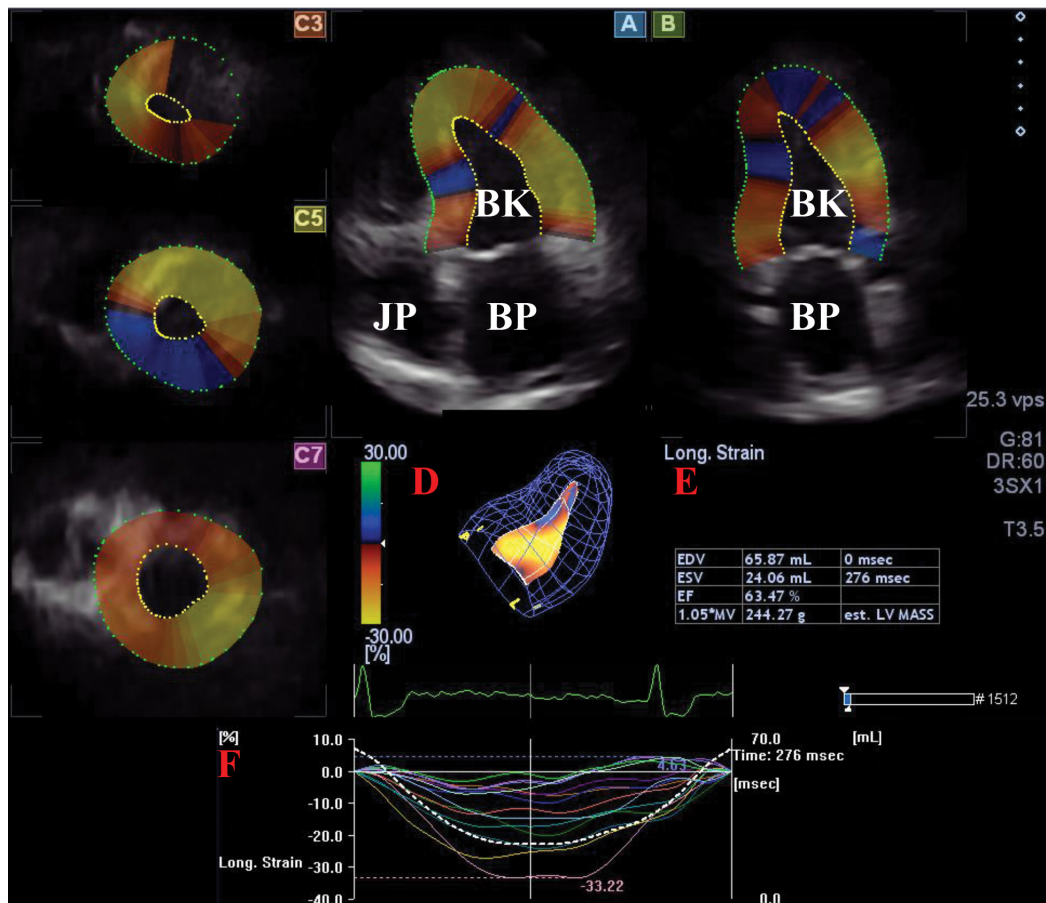 C3
A
B
BK
BK
C5
JP
BP
BP
25.3 vps
G:81
DR:60
3SX1
T3.5
C7
30.00
D
-30.00
[%]
Long. Strain
E
EDV 65.87 mL 0 msec
ESV 24.06 mL 276 msec
EF 63.47 %
1.05*MV 244.27 g est. LV MASS
#1512
[%]
F
10.0
0.0
-10.0
-20.0
-30.0
-40.0
Long. Strain
4.63
-33.22
70.0
[mL]
Time: 276 msec
[msec]
0.0